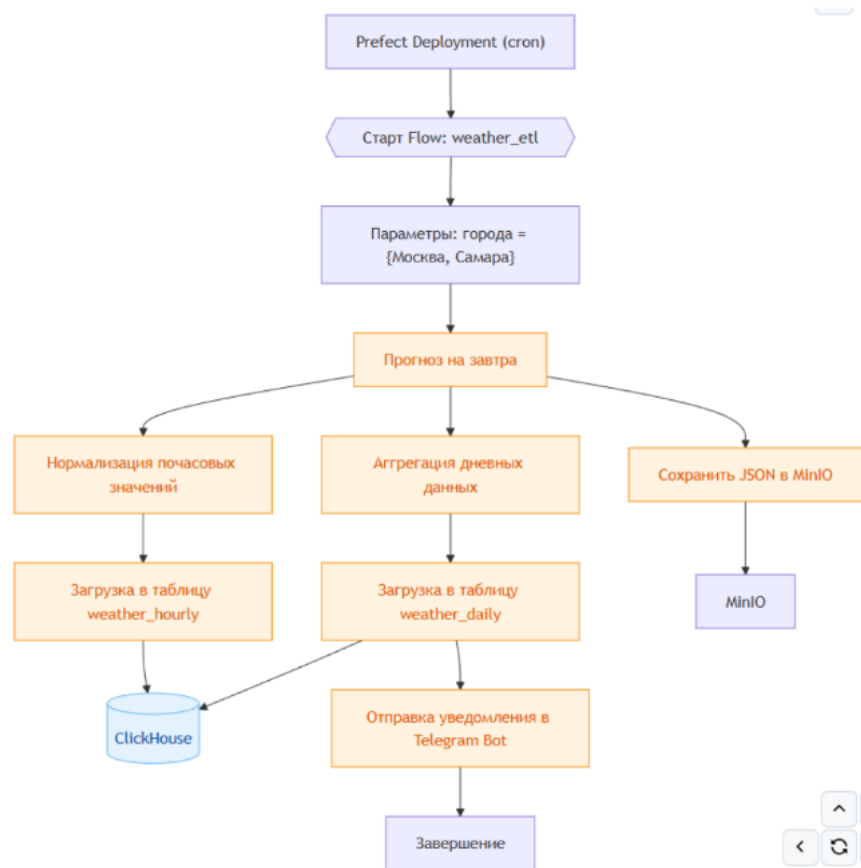 Prefect Deployment (cron)
Старт Flow: weather_etl
Параметры: города =
{Москва, Самара}
Прогноз на завтра
Нормализация почасовых
значений
Аггрегация дневных
данных
Сохранить JSON в MinIO
Загрузка в таблицу
weather_hourly
Загрузка в таблицу
weather_daily
MinIO
ClickHouse
Отправка уведомления в
Telegram Bot
Завершение